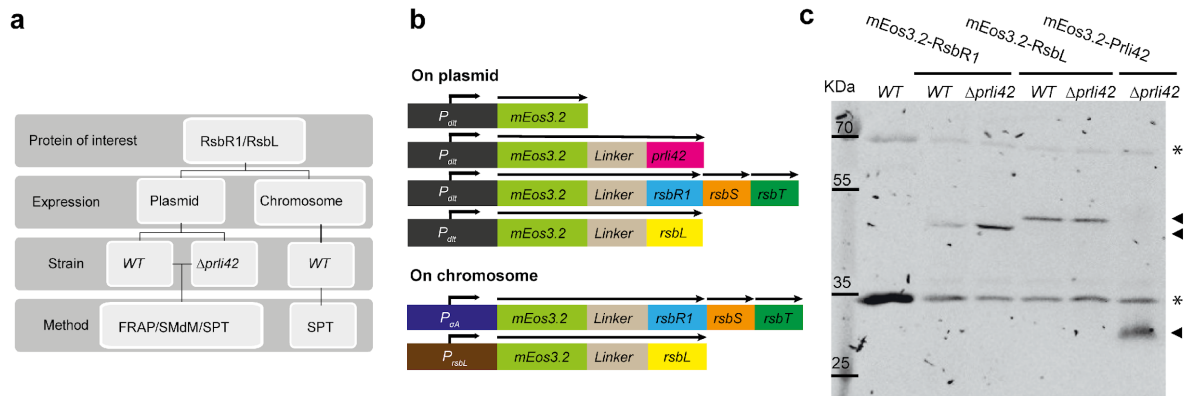 a
Protein of interest
RsbR1/RsbL
Expression
Plasmid
Chromosome
Strain
WT
Δprli42
WT
Method
FRAP/SMdM/SPT
SPT
b
On plasmid
Pdlt mEos3.2
Pdlt mEos3.2 Linker prli42
Pdlt mEos3.2 Linker rsbR1 rsbS rsbT
Pdlt mEos3.2 Linker rsbL
On chromosome
PσA mEos3.2 Linker rsbR1 rsbS rsbT
PrsbL mEos3.2 Linker rsbL
c
mEos3.2-RsbR1
mEos3.2-RsbL
mEos3.2-Prli42
KDa
WT WT Δprli42 WT Δprli42 Δprli42
70
*
55
35
*
25